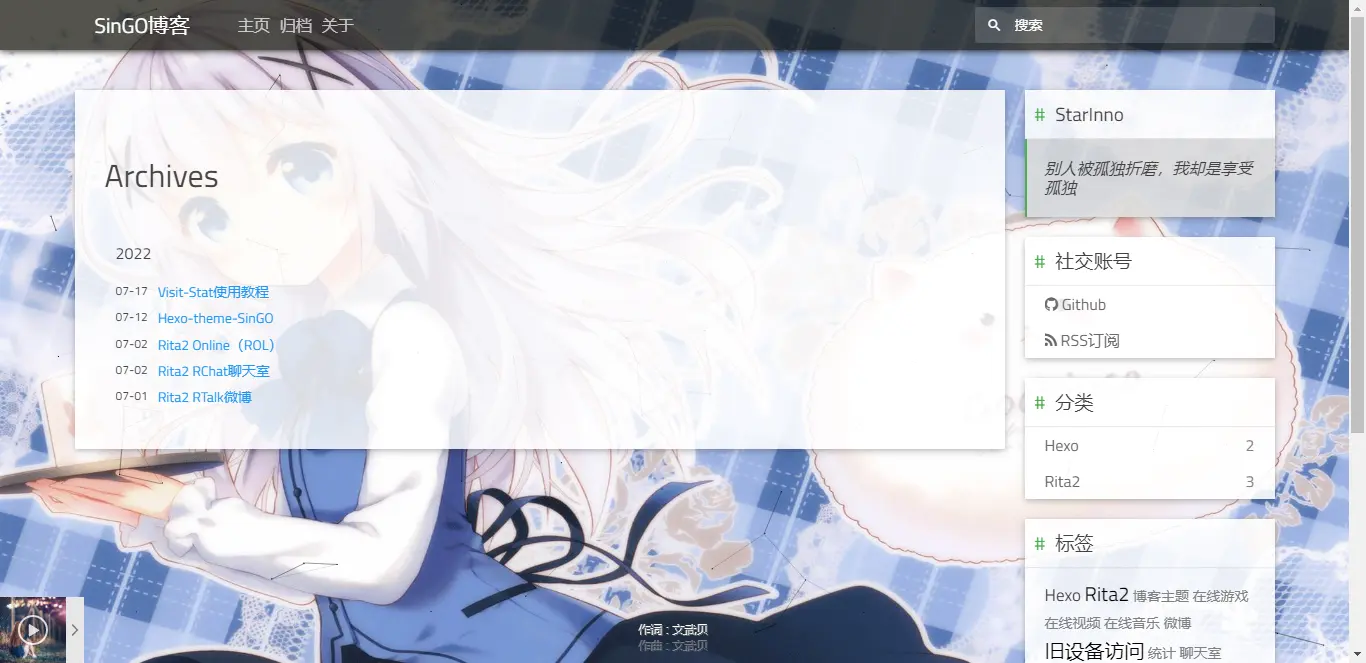 SinGO博客 主页 归档 关于 搜索
Archives
2022
07-17 Visit-Stat使用教程
07-12 Hexo-theme-SinGO
07-02 Rita2 Online（ROL）
07-02 Rita2 RChat聊天室
07-01 Rita2 RTalk微博
# StarInno
别人被孤独折磨，我却是享受
孤独
# 社交账号
Github
RSS订阅
# 分类
Hexo 2
Rita2 3
# 标签
Hexo Rita2 博客主题 在线游戏
在线视频 在线音乐 微博
旧设备访问 统计 聊天室
作词 : 文武贝
作曲 : 文武贝